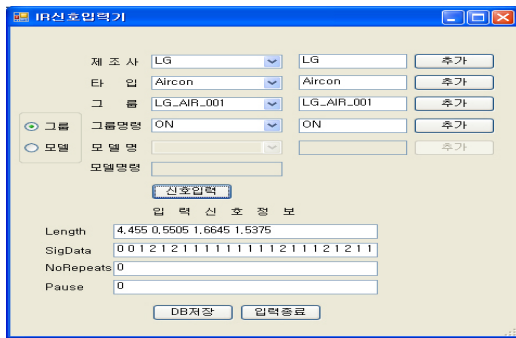 IR신호입력기
제 조 사 LG LG 추가
타 입 Aircon Aircon 추가
그 룹 LG_AIR_001 LG_AIR_001 추가
그룹 그룹명령 ON ON 추가
모델 모 델 명 추가
모델명령
신호입력
입 력 신 호 정 보
Length 4,455 0,5505 1,6645 1,5375
SigData 0 0 1 2 1 2 1 1 1 1 1 1 1 1 1 2 1 1 1 2 1 2 1 1
NoRepeats 0
Pause 0
DB저장 입력종료